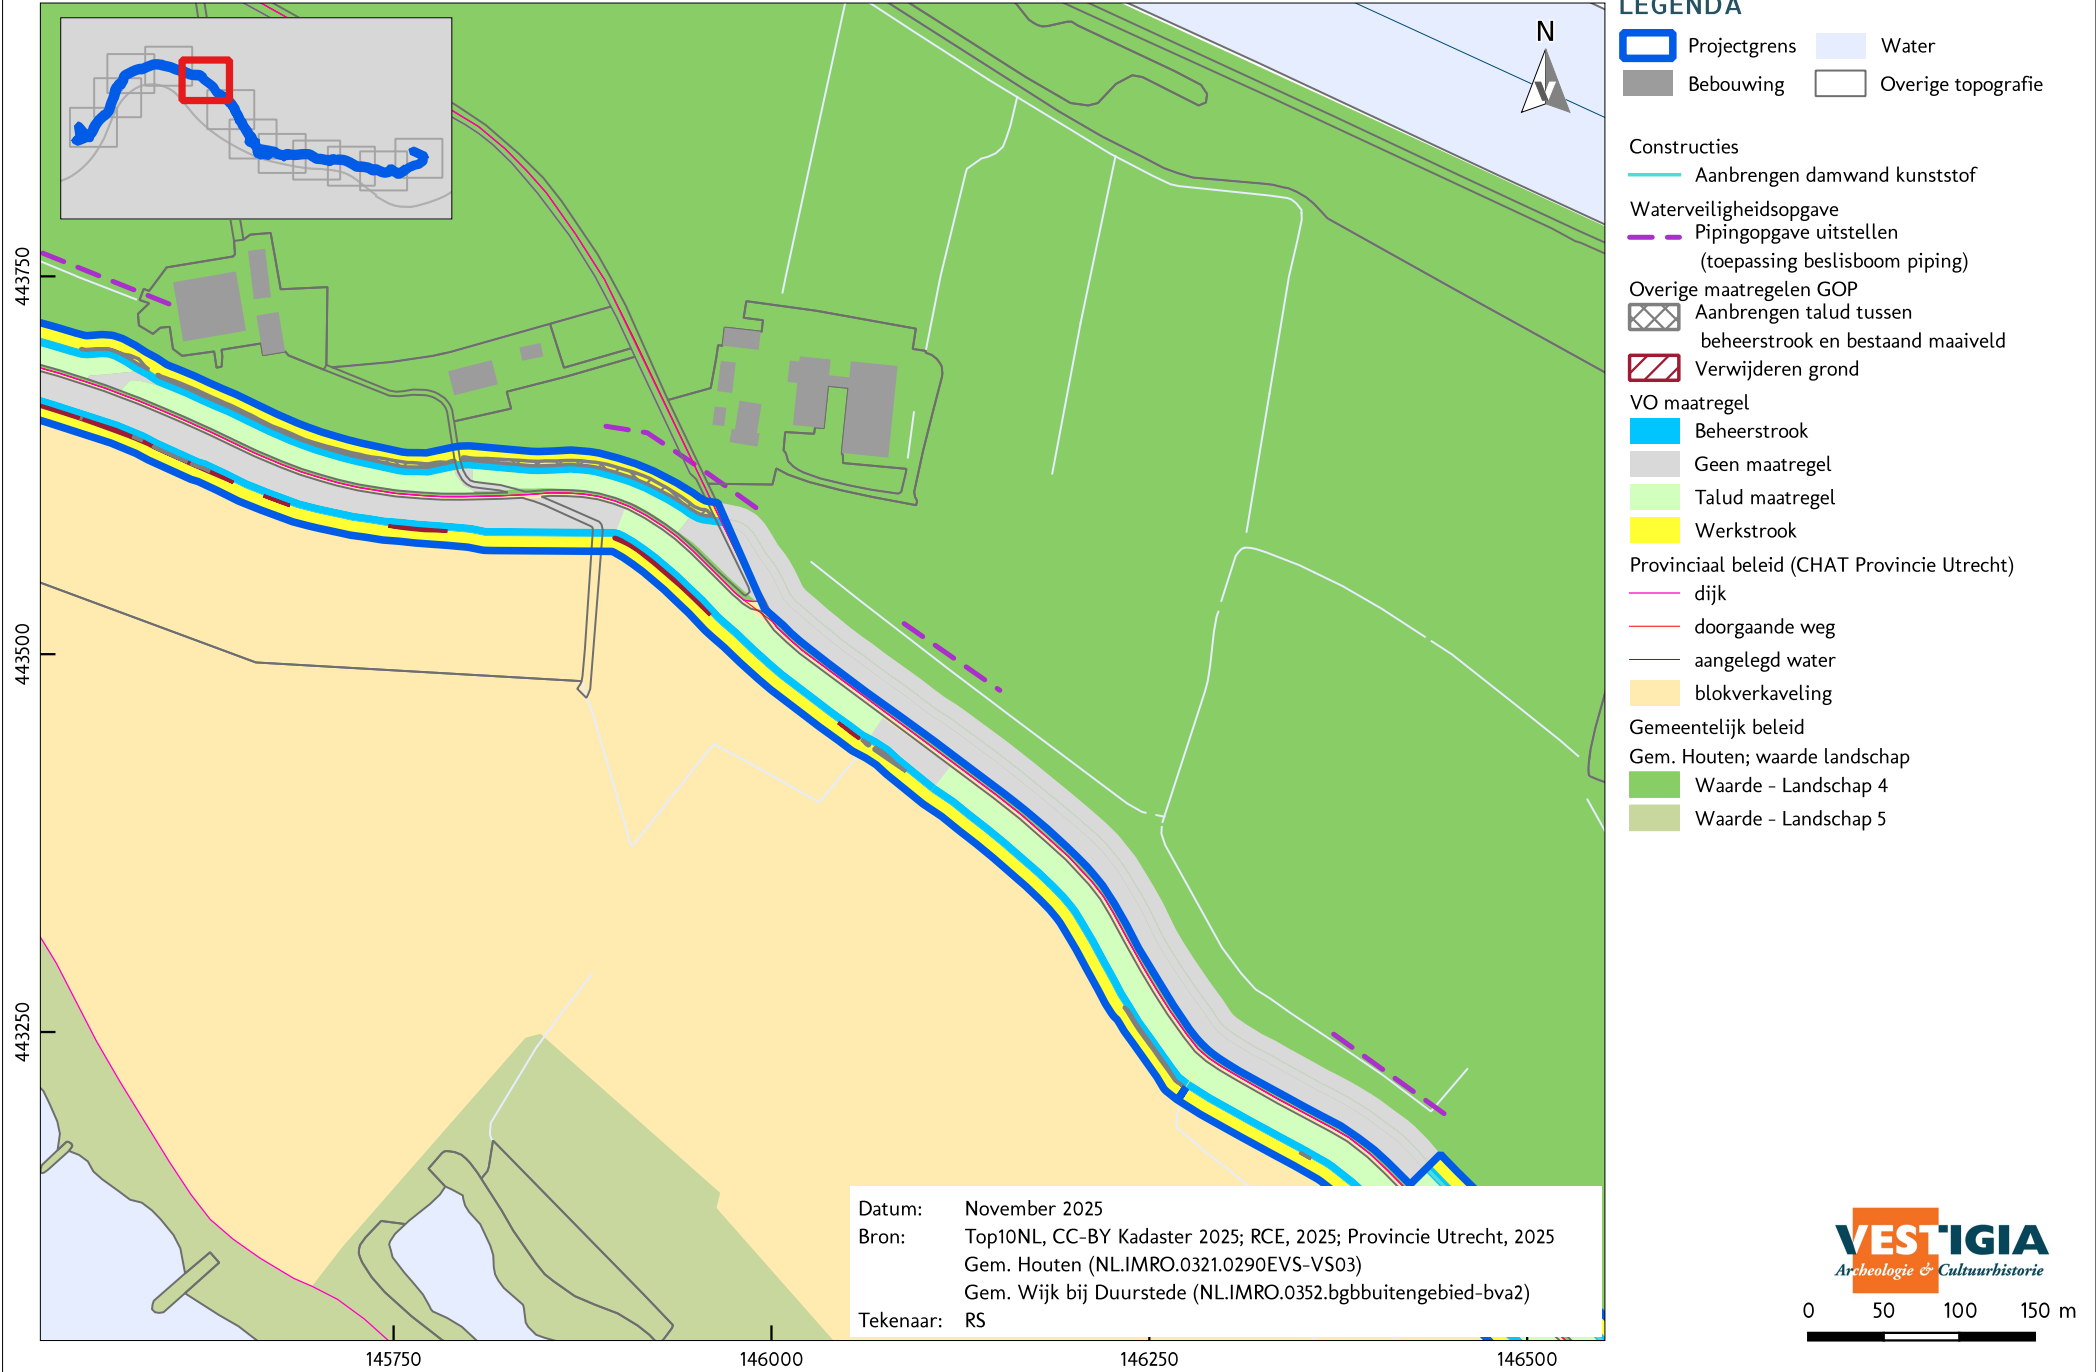 LEGENDA
Projectgrens
Water
Bebouwing
Overige topografie
Constructies
Aanbrengen damwand kunststof
Waterveiligheidsopgave
Pipingopgave uitstellen
(toepassing beslisboom piping)
Overige maatregelen GOP
Aanbrengen talud tussen
beheerstrook en bestaand maaiveld
Verwijderen grond
VO maatregel
Beheerstrook
Geen maatregel
Talud maatregel
Werkstrook
Provinciaal beleid (CHAT Provincie Utrecht)
dijk
doorgaande weg
aangelegd water
blokverkaveling
Gemeentelijk beleid
Gem. Houten; waarde landschap
Waarde - Landschap 4
Waarde - Landschap 5
N
43750
43500
43250
145750
146000
146250
146500
Datum: November 2025
Bron: Top10NL, CC-BY Kadaster 2025; RCE, 2025; Provincie Utrecht, 2025
Gem. Houten (NL.IMRO.0321.0290EVS-VS03)
Gem. Wijk bij Duurstede (NL.IMRO.0352.bgbbuitengebied-bva2)
Tekenaar: RS
VESTIGIA
Archeologie & Cultuurhistorie
0 50 100 150 m